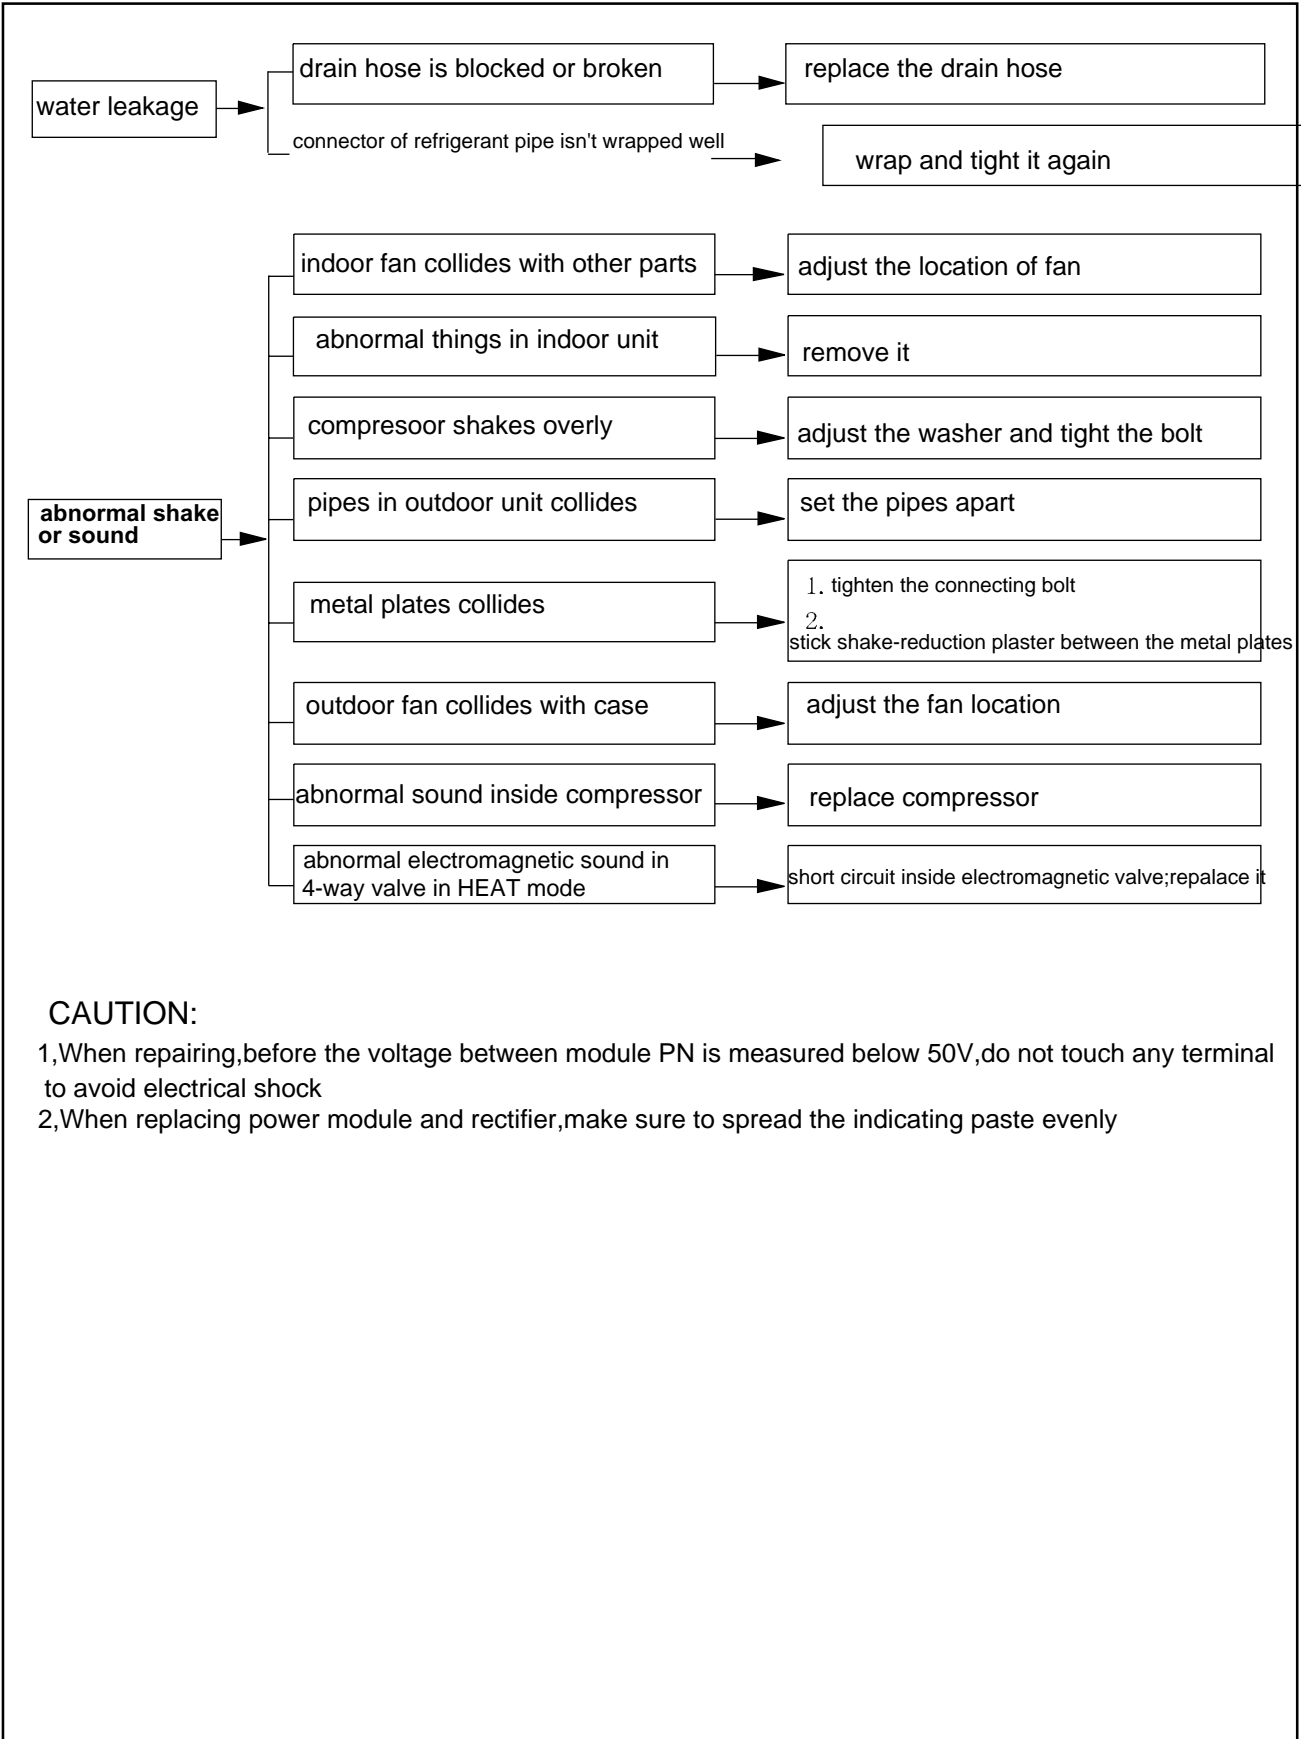 drain hose is blocked or broken
replace the drain hose
water leakage
connector of refrigerant pipe isn't wrapped well
wrap and tight it again
indoor fan collides with other parts
adjust the location of fan
abnormal things in indoor unit
remove it
compresoor shakes overly
adjust the washer and tight the bolt
pipes in outdoor unit collides
set the pipes apart
abnormal shake
or sound
metal plates collides
1. tighten the connecting bolt
2.
stick shake-reduction plaster between the metal plates
outdoor fan collides with case
adjust the fan location
abnormal sound inside compressor
replace compressor
abnormal electromagnetic sound in
4-way valve in HEAT mode
short circuit inside electromagnetic valve;repalace it
CAUTION:
1,When repairing,before the voltage between module PN is measured below 50V,do not touch any terminal
to avoid electrical shock
2,When replacing power module and rectifier,make sure to spread the indicating paste evenly